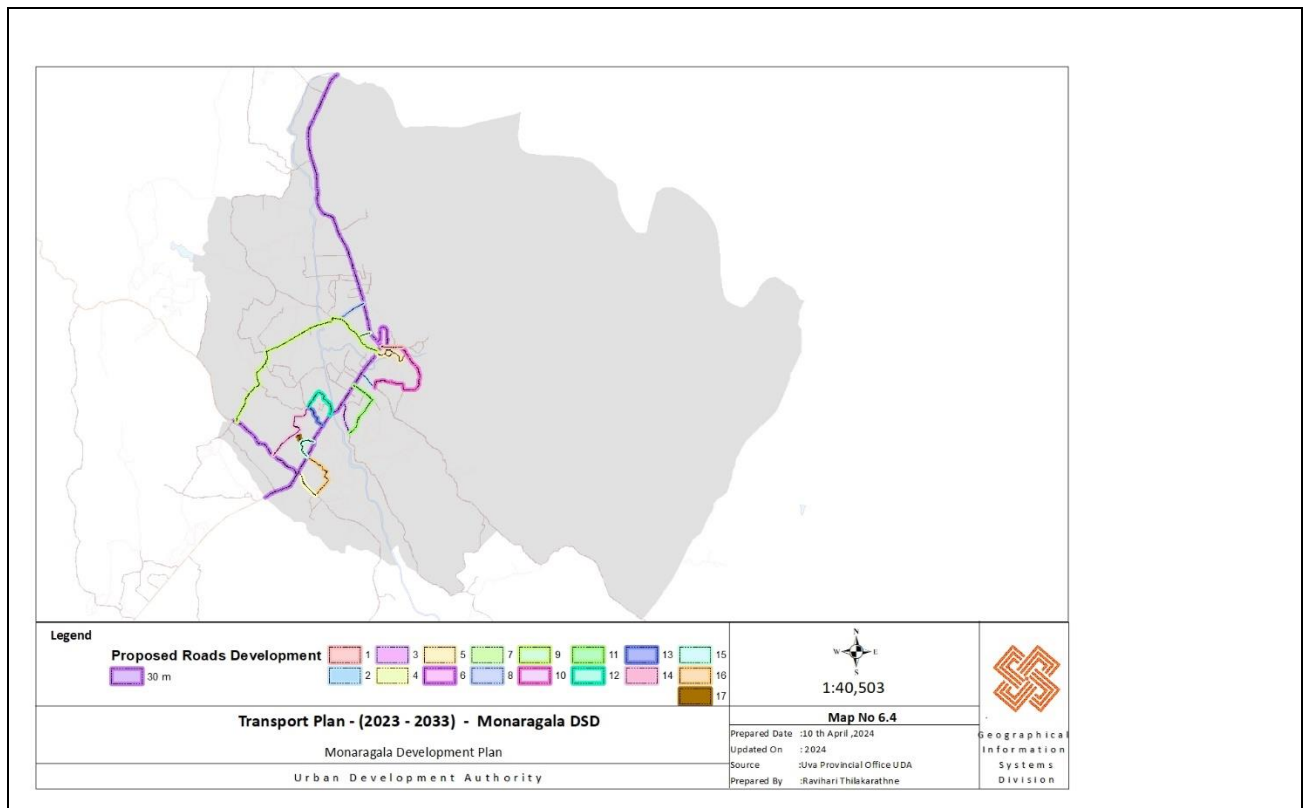 Legend
Proposed Roads Development
30 m
1 3 5 7 9 11 13 15
2 4 6 8 10 12 14 16
17
N
W E
S
1:40,503
Transport Plan - (2023 - 2033) - Monaragala DSD
Monaragala Development Plan
Urban Development Authority
Map No 6.4
Prepared Date :10 th April ,2024
Updated On : 2024
Source :Uva Provincial Office UDA
Prepared By :Ravihari Thilakarathne
Geographical
Information
Systems
Division